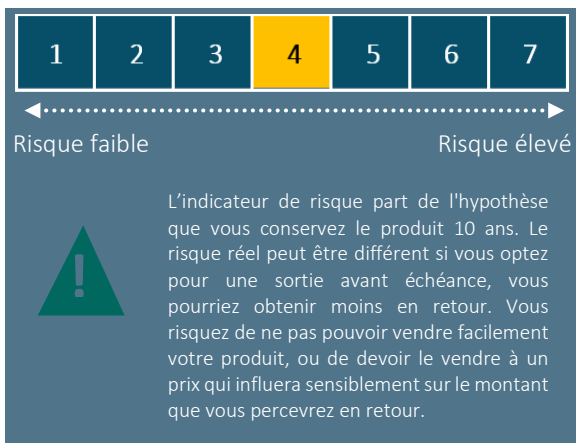 1 2 3 4 5 6 7
Risque faible Risque élevé
L’indicateur de risque part de l'hypothèse
que vous conservez le produit 10 ans. Le
risque réel peut être différent si vous optez
pour une sortie avant échéance, vous
pourriez obtenir moins en retour. Vous
risquez de ne pas pouvoir vendre facilement
votre produit, ou de devoir le vendre à un
prix qui influera sensiblement sur le montant
que vous percevrez en retour.
!